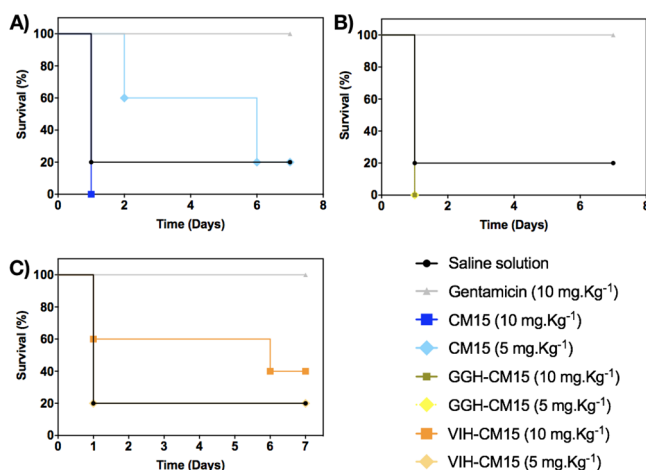 A)
Survival (%)
100
80
60
40
20
0
0 2 4 6 8
Time (Days)
B)
Survival (%)
100
80
60
40
20
0
0 2 4 6 8
Time (Days)
C)
Survival (%)
100
80
60
40
20
0
0 1 2 3 4 5 6 7
Time (Days)
Saline solution
Gentamicin (10 mg.Kg⁻¹)
CM15 (10 mg.Kg⁻¹)
CM15 (5 mg.Kg⁻¹)
GGH-CM15 (10 mg.Kg⁻¹)
GGH-CM15 (5 mg.Kg⁻¹)
VIH-CM15 (10 mg.Kg⁻¹)
VIH-CM15 (5 mg.Kg⁻¹)